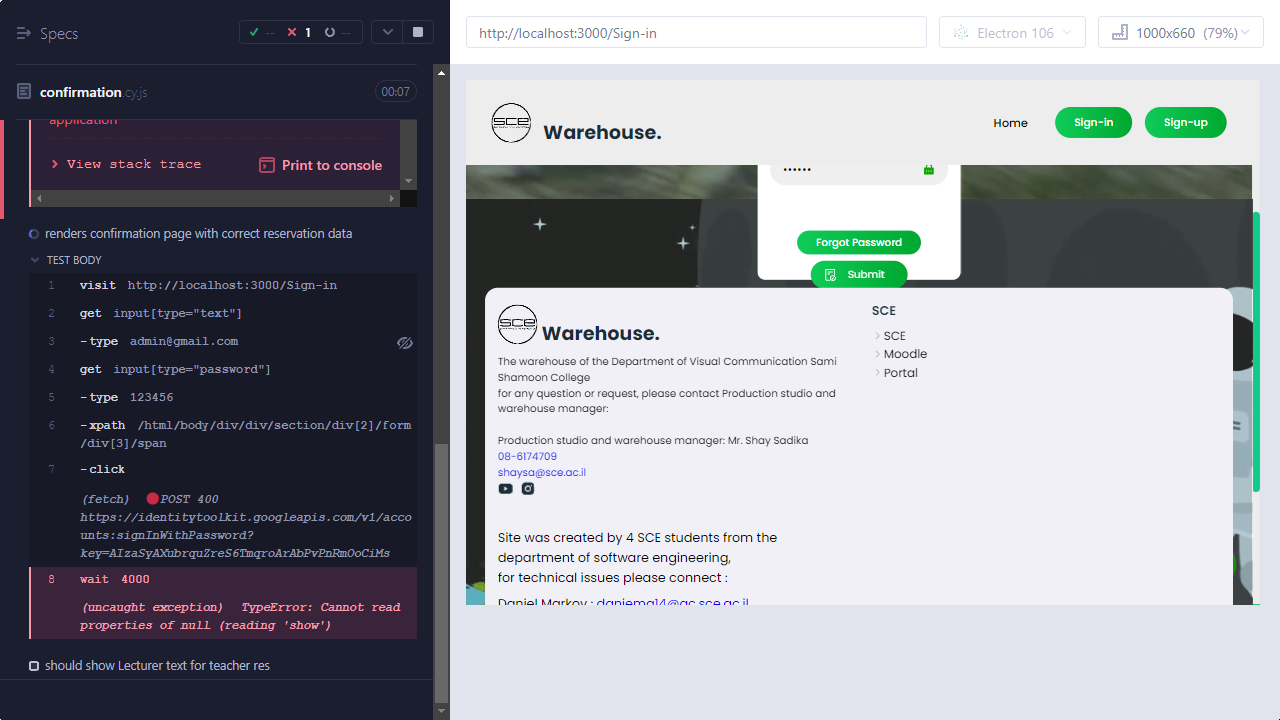 Specs
-- 1 --
confirmation.cy.js
00:07
application
View stack trace
Print to console
renders confirmation page with correct reservation data
TEST BODY
1 visit http://localhost:3000/Sign-in
2 get input[type="text"]
3 -type admin@gmail.com
4 get input[type="password"]
5 -type 123456
6 -xpath /html/body/div/div/section/div[2]/form
/div[3]/span
7 -click
(fetch) POST 400
https://identitytoolkit.googleapis.com/v1/acco
unts:signInWithPassword?
key=AIzaSyAXubrquZreS6TmqroArAbPvPnRmOoCiMs
8 wait 4000
(uncaught exception) TypeError: Cannot read
properties of null (reading 'show')
should show Lecturer text for teacher res
http://localhost:3000/Sign-in
Electron 106
1000x660 (79%)
SCE
Warehouse.
Home
Sign-in
Sign-up
••••••
Forgot Password
Submit
SCE
Warehouse.
The warehouse of the Department of Visual Communication Sami
Shamoon College
for any question or request, please contact Production studio and
warehouse manager:
Production studio and warehouse manager: Mr. Shay Sadika
08-6174709
shaysa@sce.ac.il
SCE
SCE
Moodle
Portal
Site was created by 4 SCE students from the
department of software engineering,
for technical issues please connect :
Daniel Markov : daniema14@ac.sce.ac.il